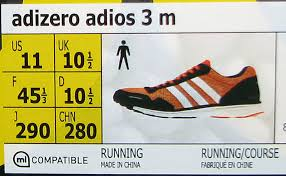 adizero adios 3 m
US UK
11 10½
F D
45⅓ 10½
J CHN
290 280
mi COMPATIBLE
RUNNING RUNNING/COURSE
MADE IN CHINA FABRIQUÉ EN CHINE